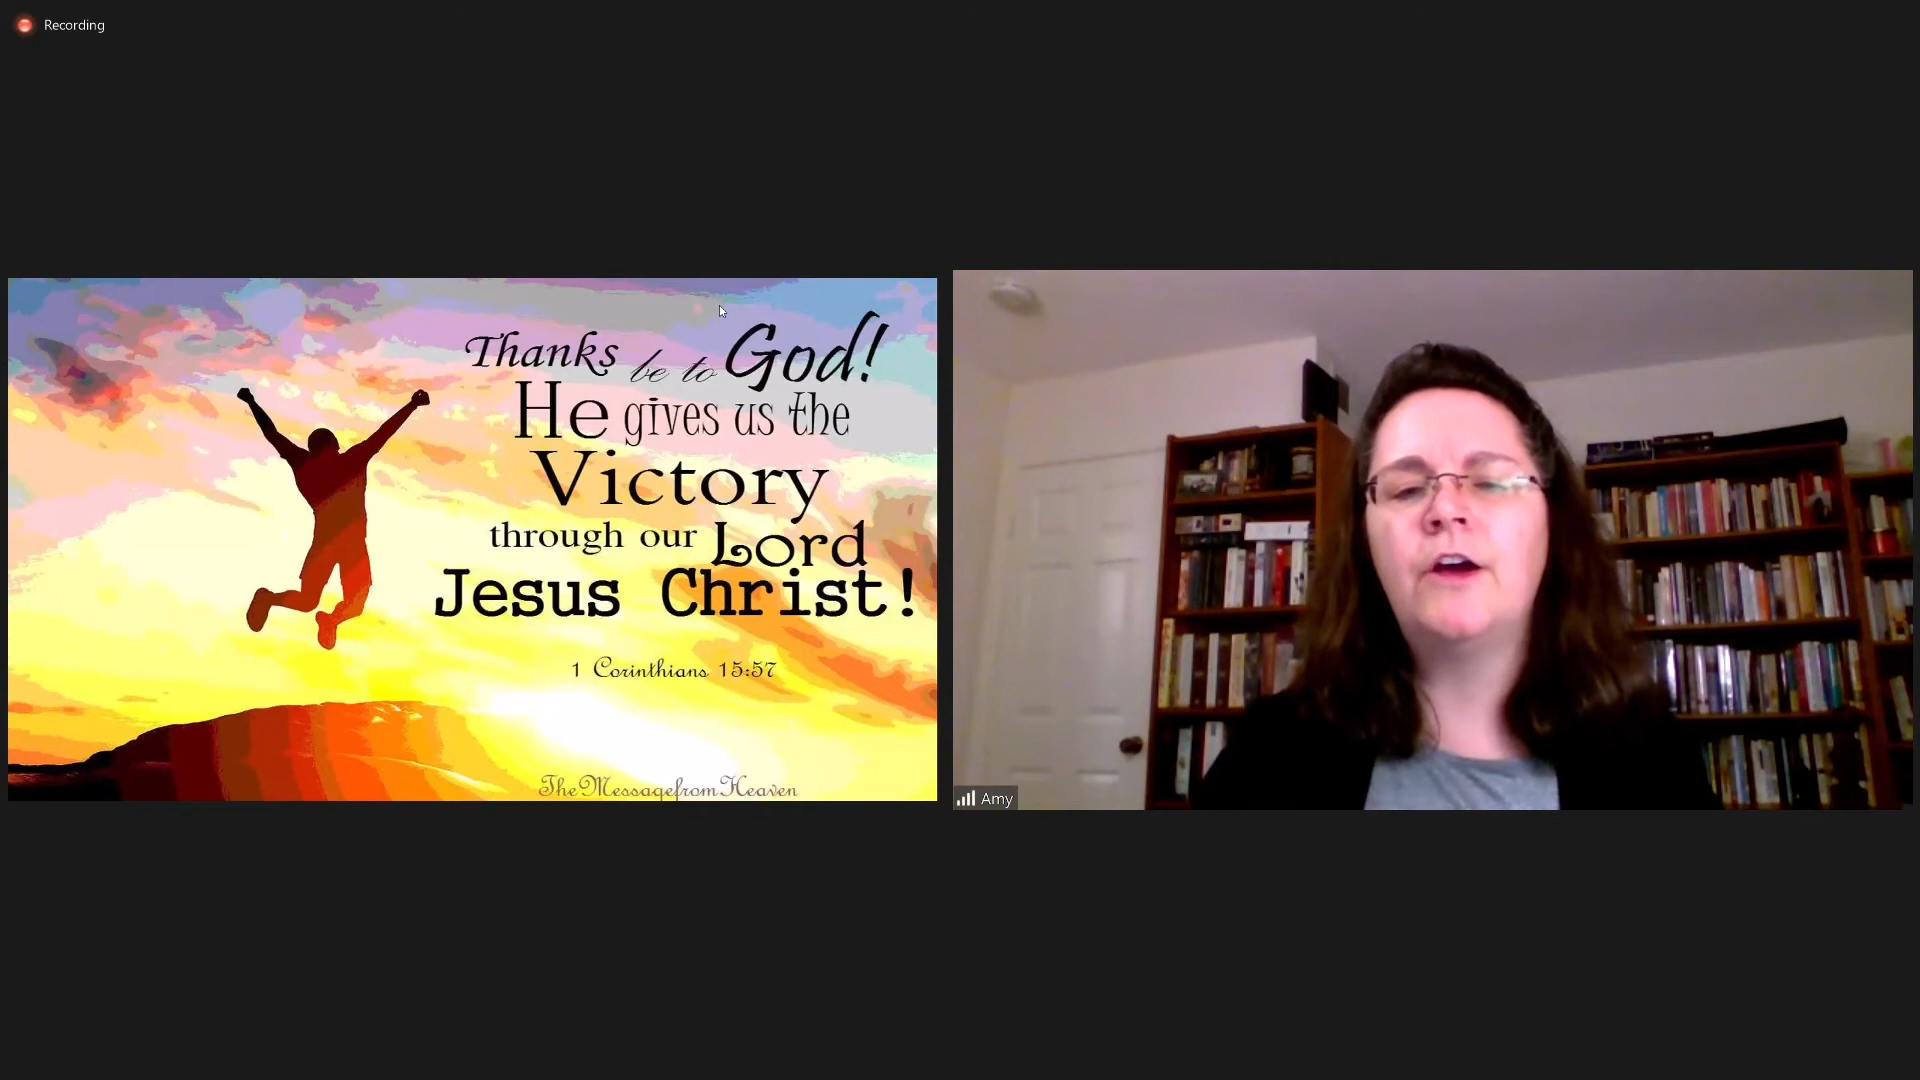 Recording
Thanks be to God!
He gives us the
Victory
through our Lord
Jesus Christ!
1 Corinthians 15:57
TheMessagefromHeaven
Amy